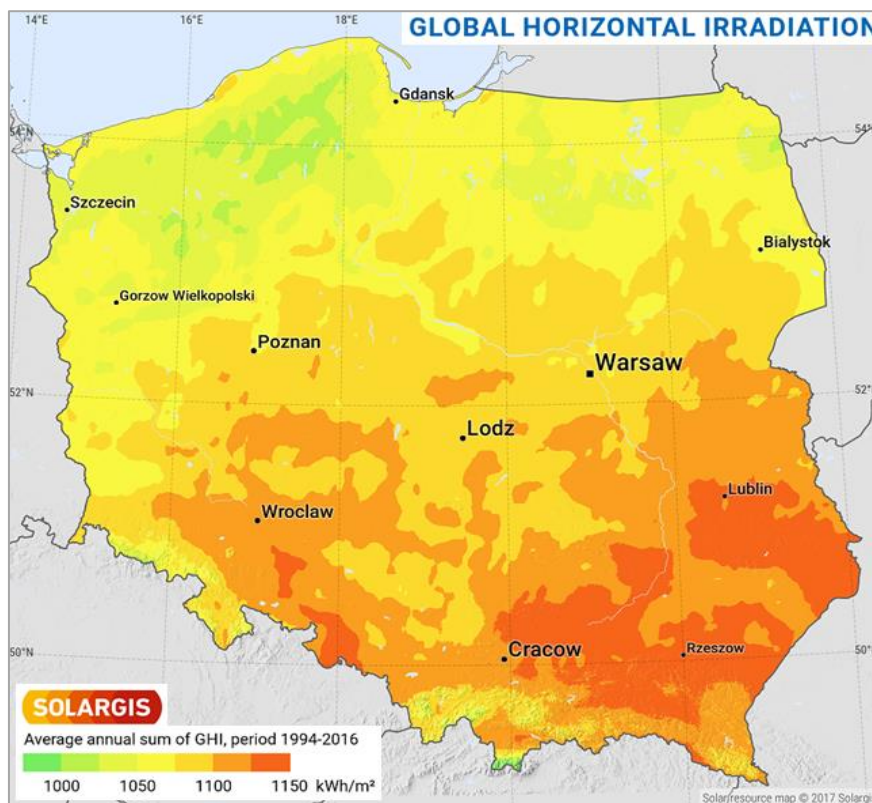 14°E 16°E 18°E
GLOBAL HORIZONTAL IRRADIATION
Gdansk
54°N 54°N
Szczecin
Bialystok
Gorzow Wielkopolski
Poznan
Warsaw
52°N 52°N
Lodz
Lublin
Wroclaw
50°N 50°N
Cracow
Rzeszow
SOLARGIS
Average annual sum of GHI, period 1994-2016
1000 1050 1100 1150 kWh/m²
Solar resource map © 2017 Solargis